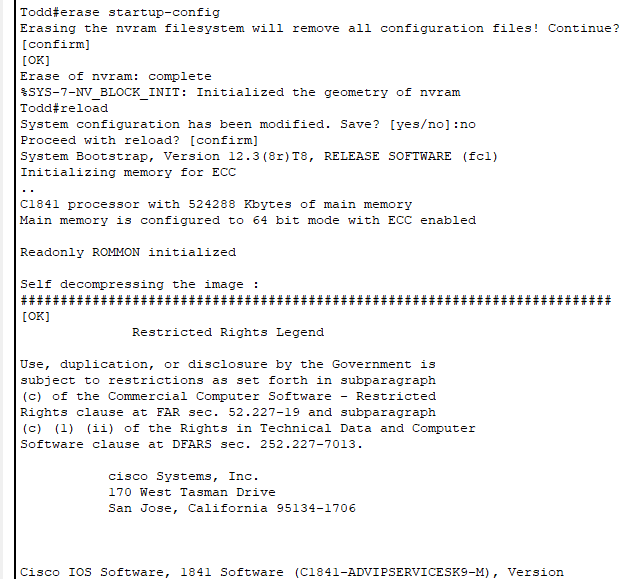 Todd#erase startup-config
Erasing the nvram filesystem will remove all configuration files! Continue?
[confirm]
[OK]
Erase of nvram: complete
%SYS-7-NV_BLOCK_INIT: Initialized the geometry of nvram
Todd#reload
System configuration has been modified. Save? [yes/no]:no
Proceed with reload? [confirm]
System Bootstrap, Version 12.3(8r)T8, RELEASE SOFTWARE (fc1)
Initializing memory for ECC
..
C1841 processor with 524288 Kbytes of main memory
Main memory is configured to 64 bit mode with ECC enabled
Readonly ROMMON initialized
Self decompressing the image :
##########################################################################
[OK]
Restricted Rights Legend
Use, duplication, or disclosure by the Government is
subject to restrictions as set forth in subparagraph
(c) of the Commercial Computer Software - Restricted
Rights clause at FAR sec. 52.227-19 and subparagraph
(c) (1) (ii) of the Rights in Technical Data and Computer
Software clause at DFARS sec. 252.227-7013.
cisco Systems, Inc.
170 West Tasman Drive
San Jose, California 95134-1706
Cisco IOS Software, 1841 Software (C1841-ADVIPSERVICESK9-M), Version